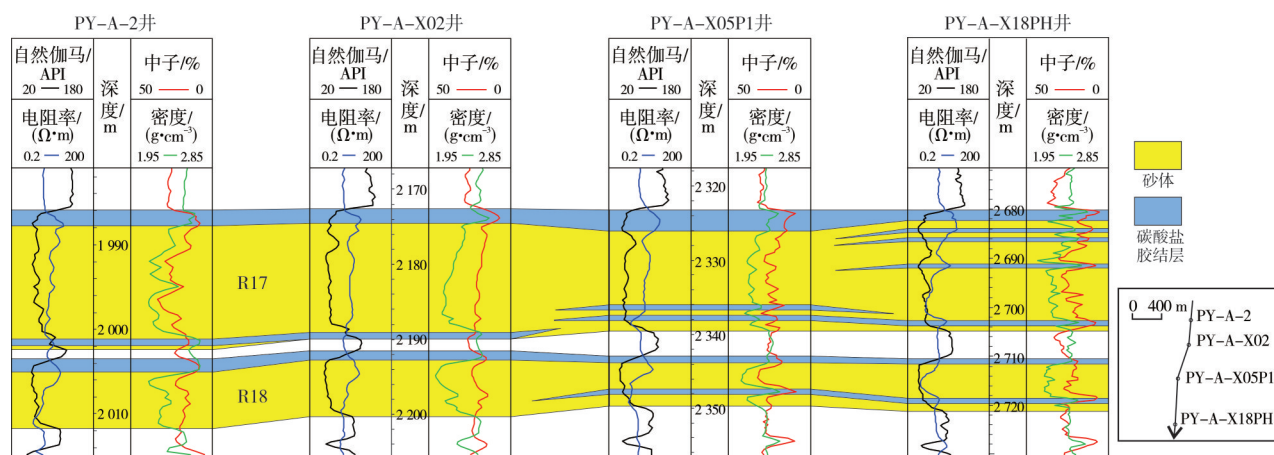 PY-A-2井
自然伽马/
API
20 180
电阻率/
(Ω•m)
0.2 200
深度/
m
中子/%
50 0
密度/
(g•cm⁻³)
1.95 2.85
1 990
2 000
2 010
PY-A-X02井
自然伽马/
API
20 180
电阻率/
(Ω•m)
0.2 200
深度/
m
中子/%
50 0
密度/
(g•cm⁻³)
1.95 2.85
2 170
2 180
2 190
2 200
PY-A-X05P1井
自然伽马/
API
20 180
电阻率/
(Ω•m)
0.2 200
深度/
m
中子/%
50 0
密度/
(g•cm⁻³)
1.95 2.85
2 320
2 330
2 340
2 350
PY-A-X18PH井
自然伽马/
API
20 180
电阻率/
(Ω•m)
0.2 200
深度/
m
中子/%
50 0
密度/
(g•cm⁻³)
1.95 2.85
2 680
2 690
2 700
2 710
2 720
R17
R18
砂体
碳酸盐
胶结层
0 400 m
PY-A-2
PY-A-X02
PY-A-X05P1
PY-A-X18PH